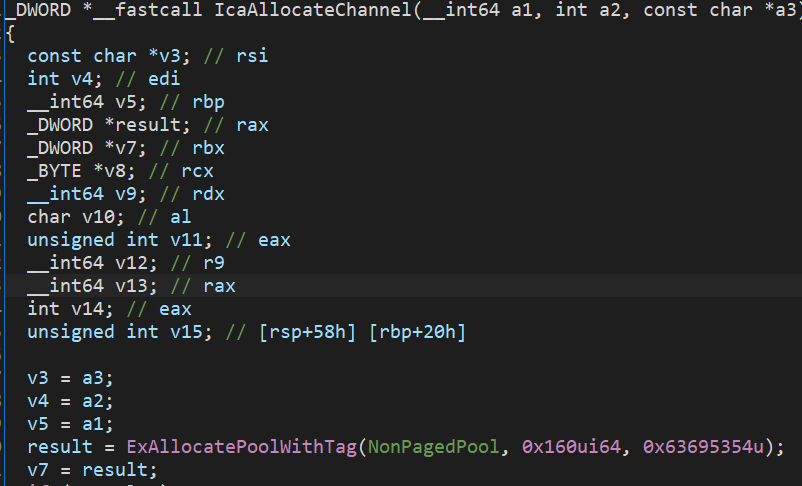 _DWORD *__fastcall IcaAllocateChannel(__int64 a1, int a2, const char *a3)
{
const char *v3; // rsi
int v4; // edi
__int64 v5; // rbp
_DWORD *result; // rax
_DWORD *v7; // rbx
_BYTE *v8; // rcx
__int64 v9; // rdx
char v10; // al
unsigned int v11; // eax
__int64 v12; // r9
__int64 v13; // rax
int v14; // eax
unsigned int v15; // [rsp+58h] [rbp+20h]
v3 = a3;
v4 = a2;
v5 = a1;
result = ExAllocatePoolWithTag(NonPagedPool, 0x160ui64, 0x63695354u);
v7 = result;